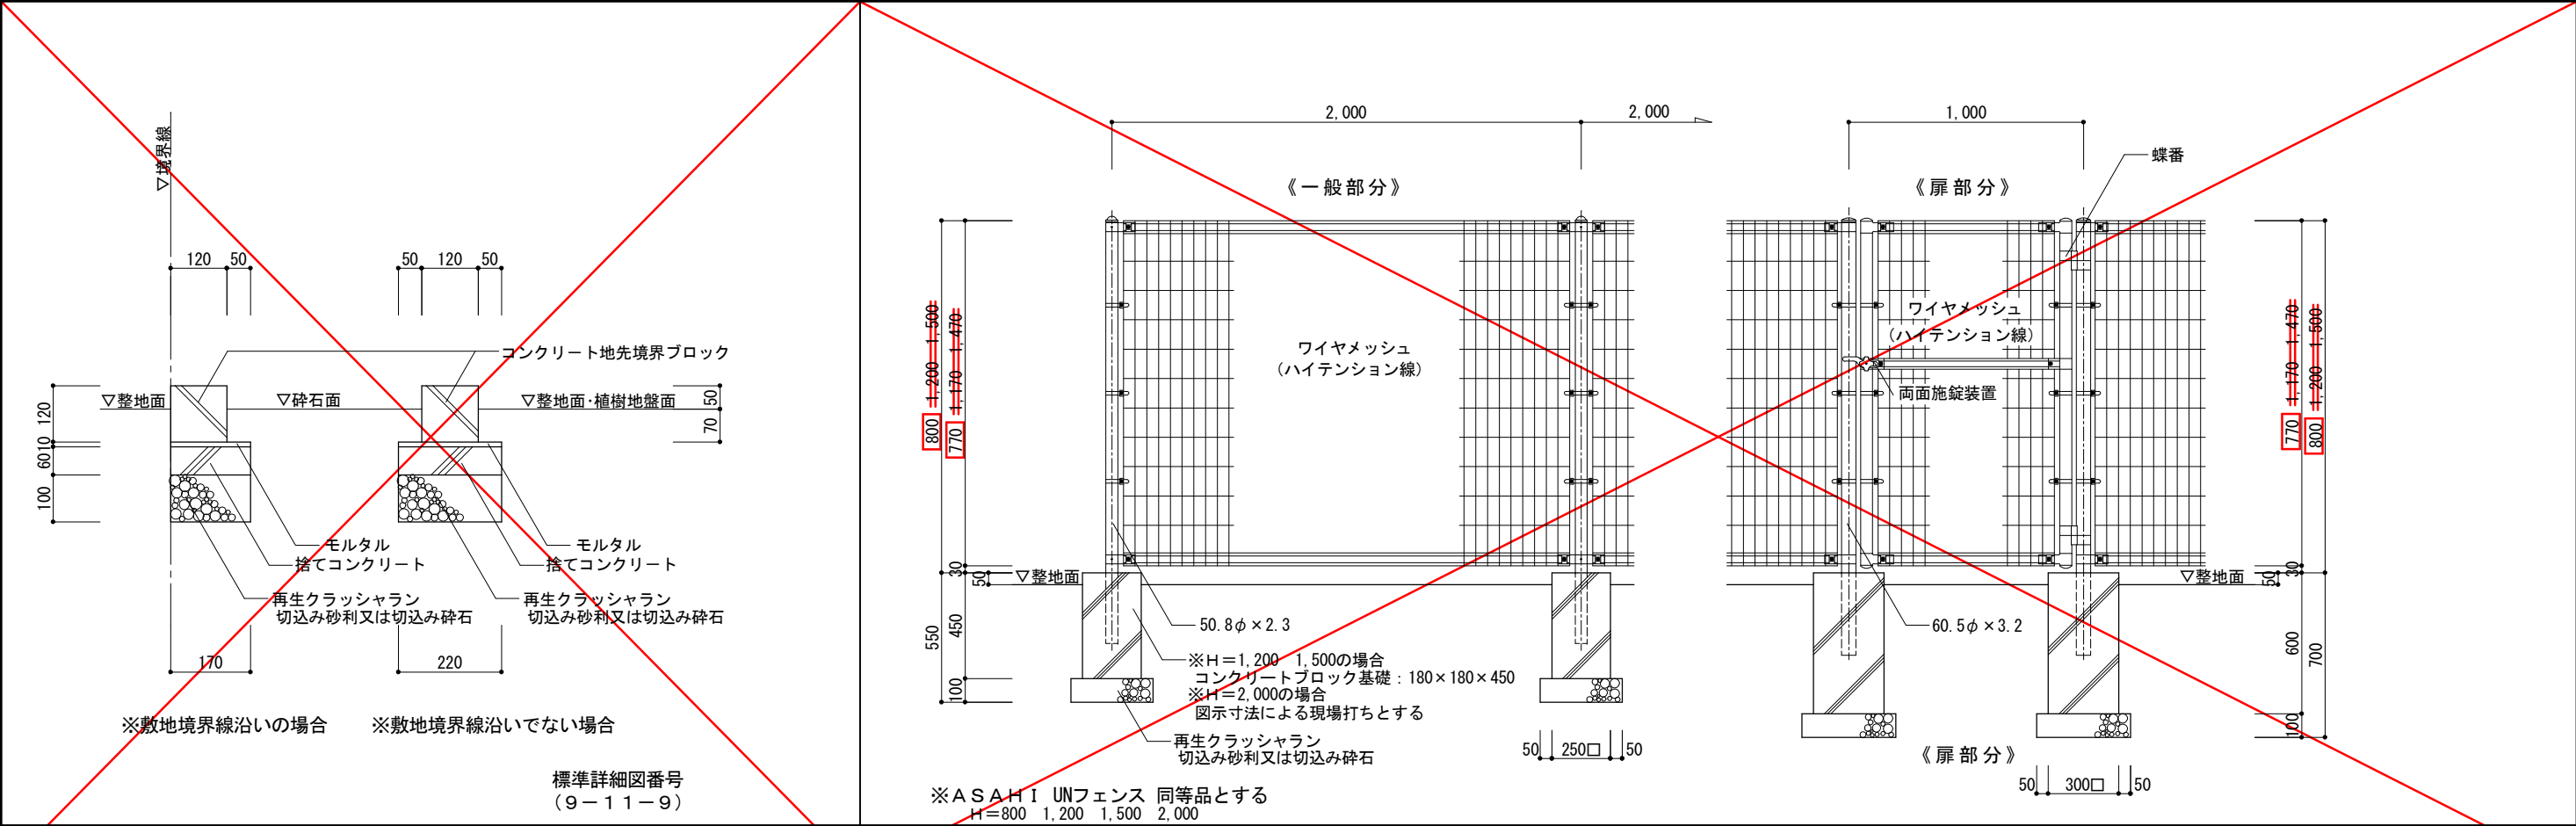 ▽境界線
120 50
50 120 50
コンクリート地先境界ブロック
▽整地面
▽砕石面
▽整地面・植樹地盤面
50
70
120
10
60
100
モルタル
捨てコンクリート
再生クラッシャラン
切込み砂利又は切込み砕石
モルタル
捨てコンクリート
再生クラッシャラン
切込み砂利又は切込み砕石
170
220
※敷地境界線沿いの場合
※敷地境界線沿いでない場合
標準詳細図番号
(9-11-9)
2,000
2,000
《一般部分》
800 1,200 1,500
770 1,170 1,470
ワイヤメッシュ
(ハイテンション線)
30
50
▽整地面
450
550
100
50.8φ×2.3
※H=1,200 1,500の場合
コンクリートブロック基礎:180×180×450
※H=2,000の場合
図示寸法による現場打ちとする
再生クラッシャラン
切込み砂利又は切込み砕石
50 250□ 50
※ASAHI UNフェンス 同等品とする
H=800 1,200 1,500 2,000
1,000
蝶番
《扉部分》
ワイヤメッシュ
(ハイテンション線)
両面施錠装置
770 1,170 1,470
800 1,200 1,500
▽整地面
50
30
60.5φ×3.2
600
700
100
《扉部分》
50 300□ 50